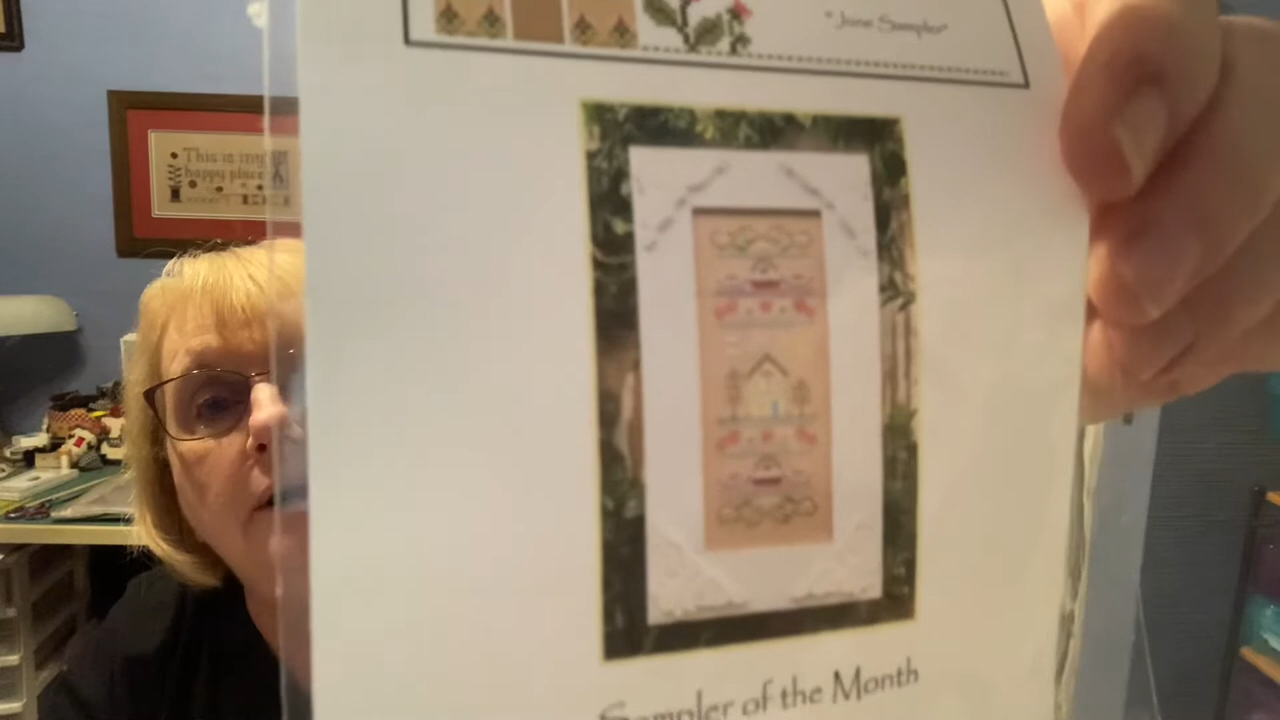 "June Sampler"
This is my
happy place
Sampler of the Month